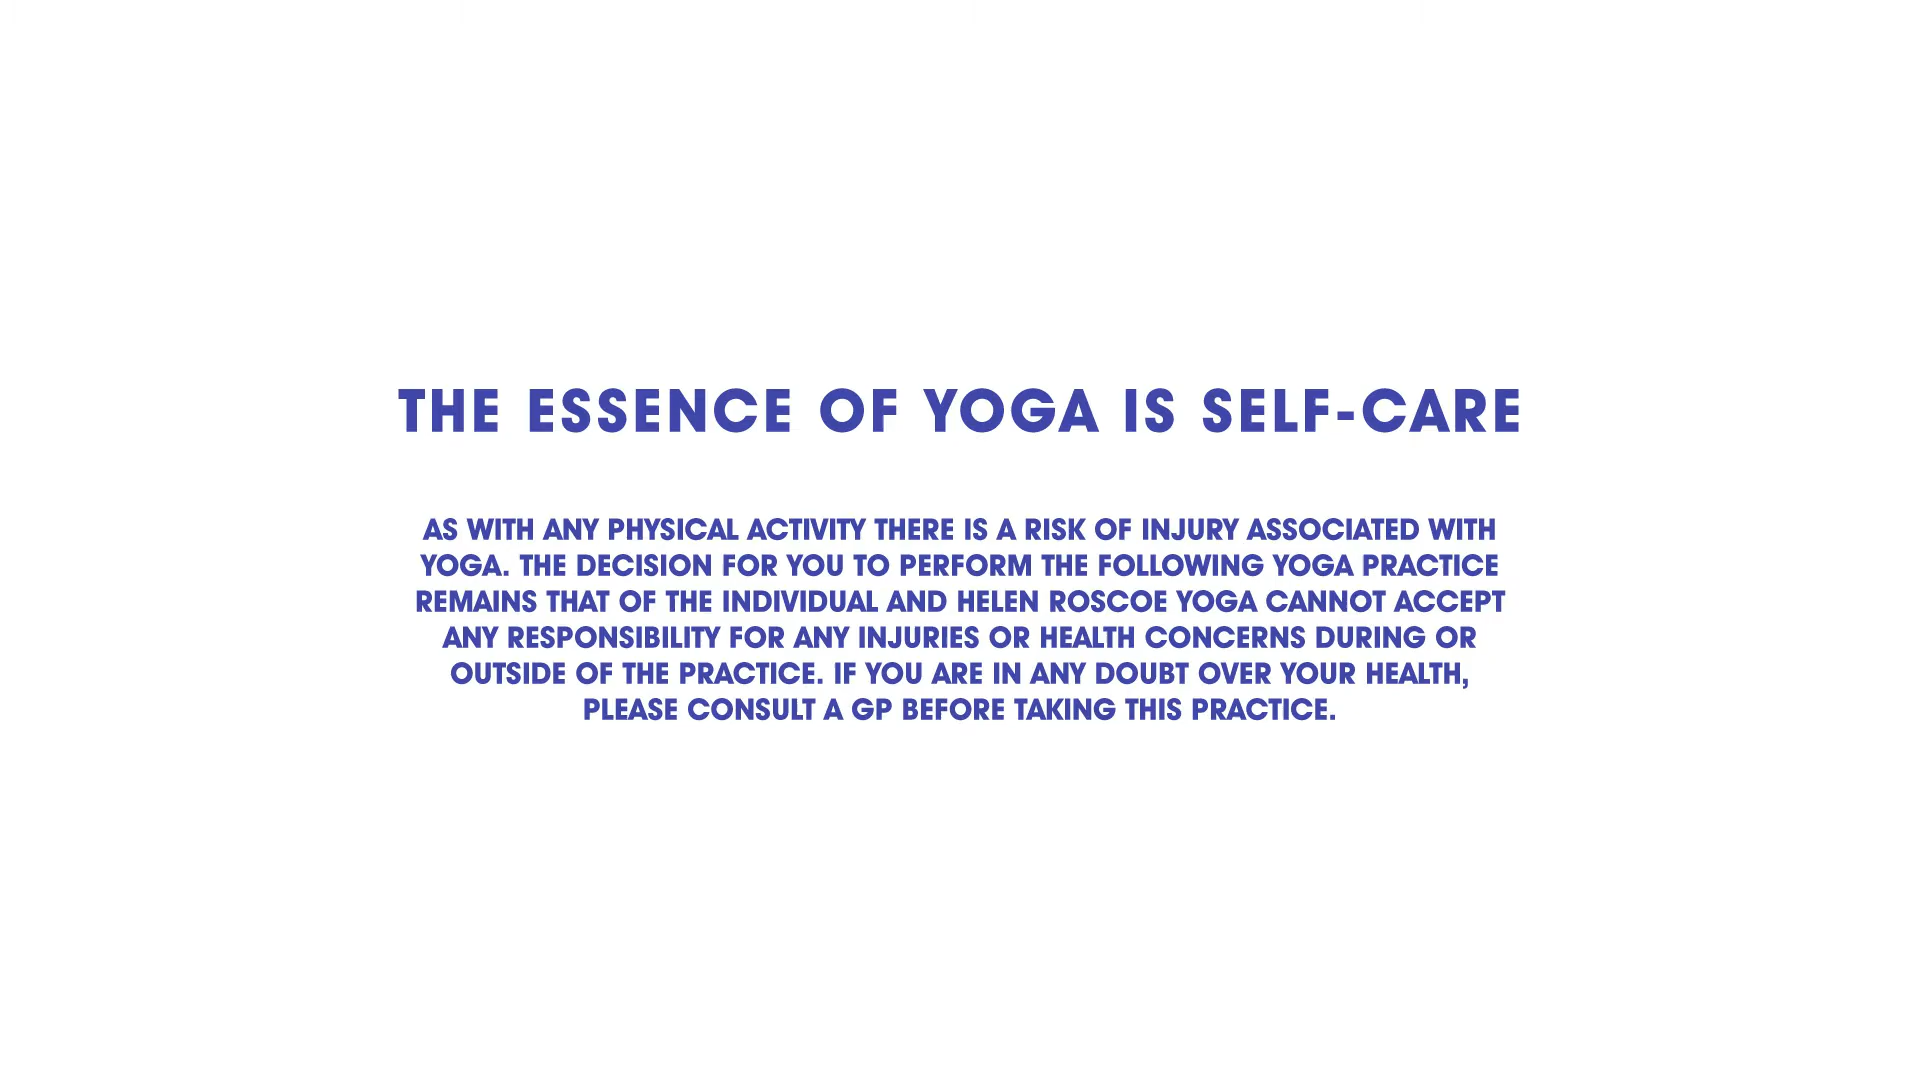 THE ESSENCE OF YOGA IS SELF-CARE
AS WITH ANY PHYSICAL ACTIVITY THERE IS A RISK OF INJURY ASSOCIATED WITH
YOGA. THE DECISION FOR YOU TO PERFORM THE FOLLOWING YOGA PRACTICE
REMAINS THAT OF THE INDIVIDUAL AND HELEN ROSCOE YOGA CANNOT ACCEPT
ANY RESPONSIBILITY FOR ANY INJURIES OR HEALTH CONCERNS DURING OR
OUTSIDE OF THE PRACTICE. IF YOU ARE IN ANY DOUBT OVER YOUR HEALTH,
PLEASE CONSULT A GP BEFORE TAKING THIS PRACTICE.